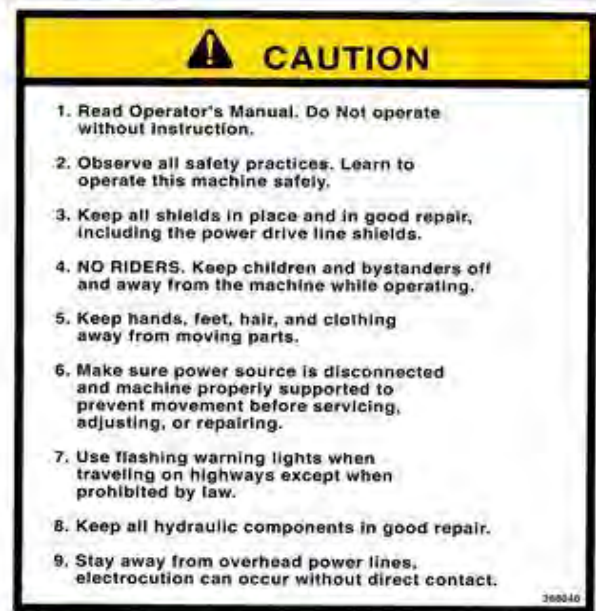 CAUTION
1. Read Operator's Manual. Do Not operate
without instruction.
2. Observe all safety practices. Learn to
operate this machine safely.
3. Keep all shields in place and in good repair,
including the power drive line shields.
4. NO RIDERS. Keep children and bystanders off
and away from the machine while operating.
5. Keep hands, feet, hair, and clothing
away from moving parts.
6. Make sure power source is disconnected
and machine properly supported to
prevent movement before servicing,
adjusting, or repairing.
7. Use flashing warning lights when
traveling on highways except when
prohibited by law.
8. Keep all hydraulic components in good repair.
9. Stay away from overhead power lines,
electrocution can occur without direct contact.